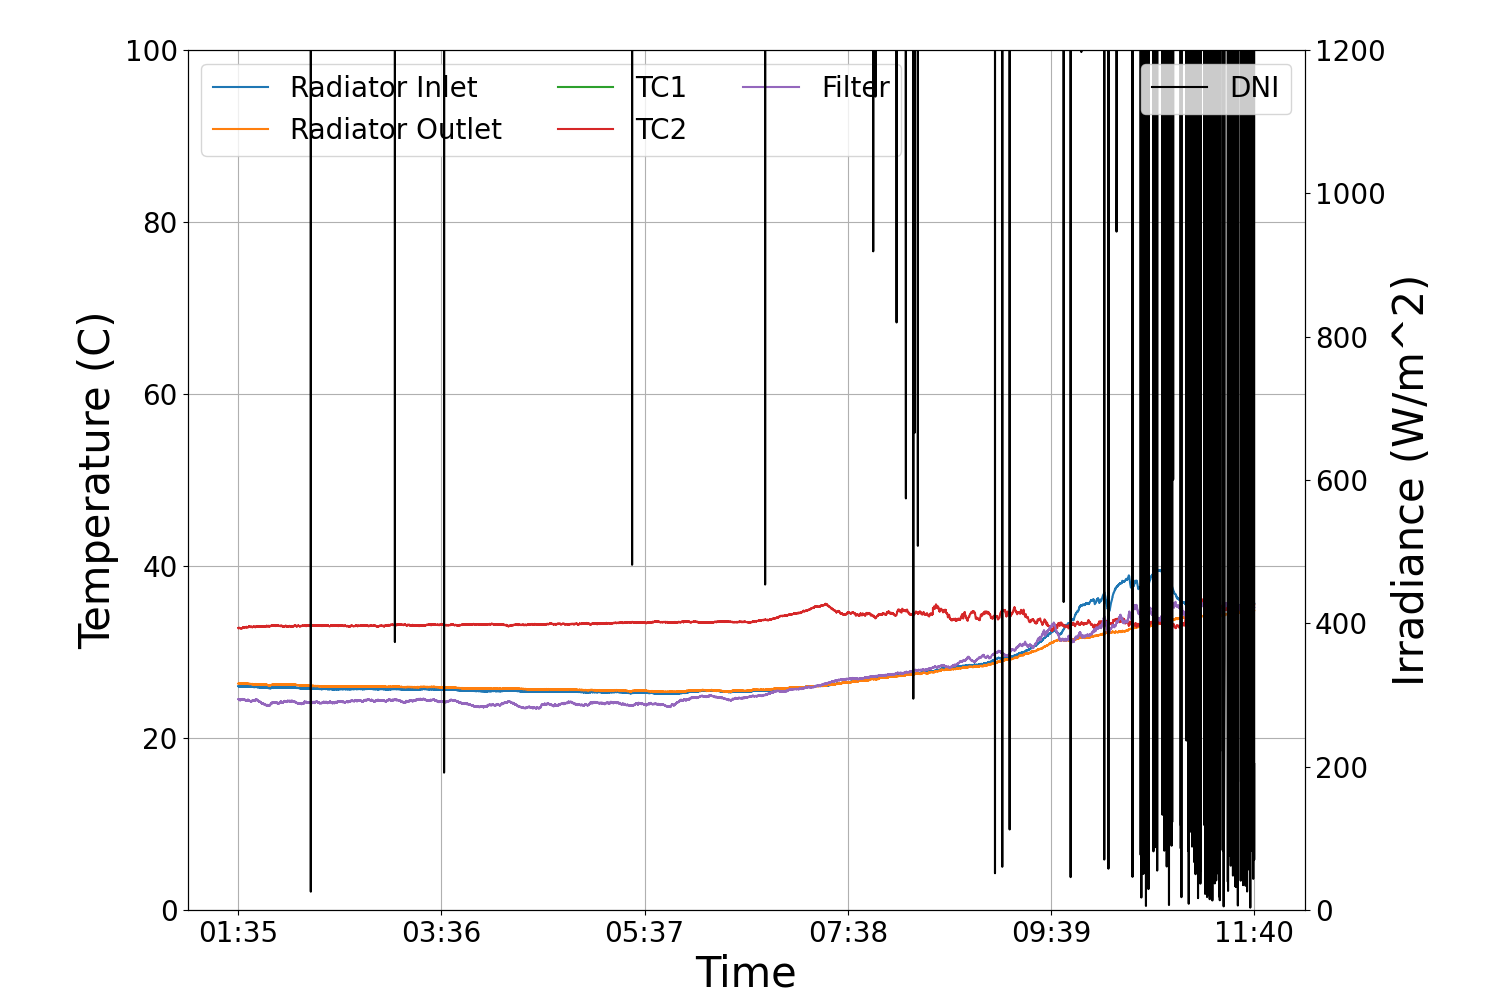 100
80
60
40
20
0
Temperature (C)
Radiator Inlet
Radiator Outlet
TC1
TC2
Filter
DNI
1200
1000
800
600
400
200
0
Irradiance (W/m^2)
01:35 03:36 05:37 07:38 09:39 11:40
Time